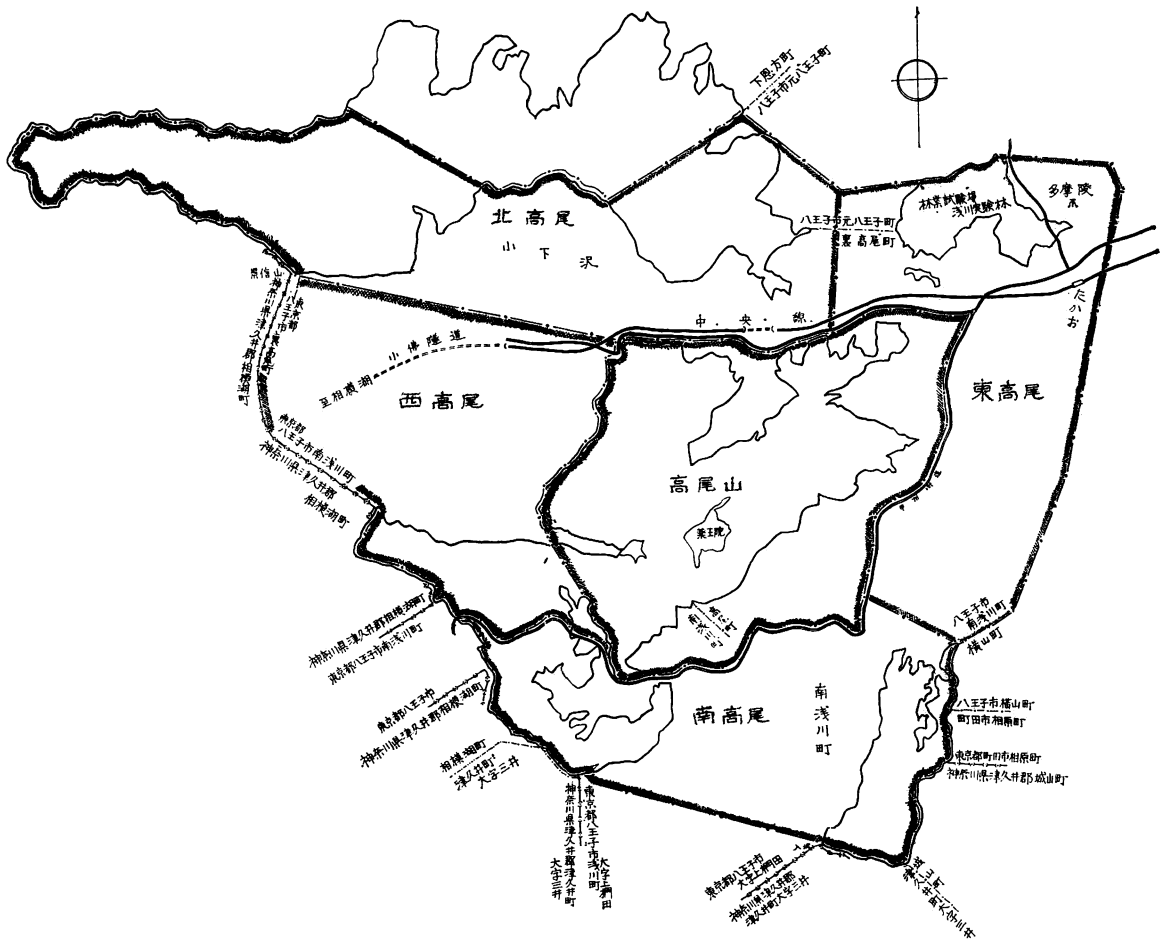 下恩方町
八王子市元八王子町
林業試験場
浅川実験林
多摩陵
北高尾
小下沢
八王子市元八王子町
裏高尾町
たかお
中央線
小佛隧道
至相模湖
西高尾
東高尾
東京都
八王子市裏高尾町
神奈川県津久井郡相模湖町
東京都
八王子市南浅川町
神奈川県津久井郡
相模湖町
高尾山
薬王院
神奈川県津久井郡相模湖町
東京都八王子市南浅川町
八王子市
南浅川町
横山町
東京都八王子市
神奈川県津久井郡相模湖町
南高尾
南浅川町
八王子市横山町
町田市相原町
相模湖町
津久井町
大字三井
東京都町田市相原町
神奈川県津久井郡城山町
東京都八王子市浅川町
大字上椚田
神奈川県津久井郡津久井町
大字三井
東京都八王子市
大字上椚田
神奈川県津久井郡
津久井町大字三井
城山町
津久井町大字三井